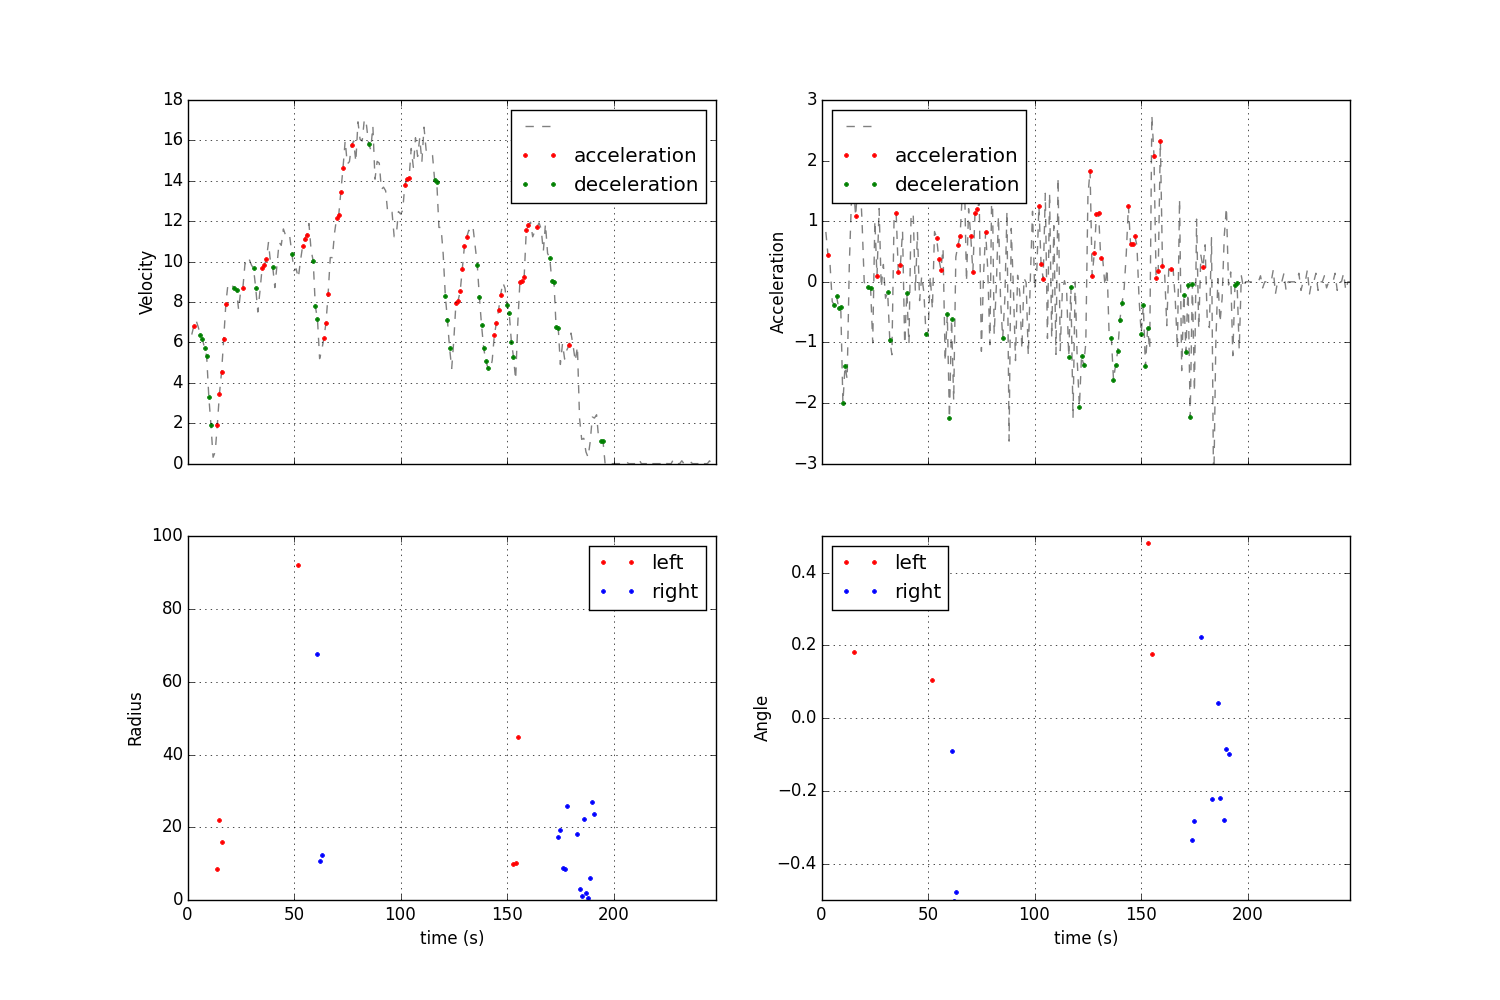 18
16
14
12
10
8
6
4
2
0
Velocity
acceleration
deceleration
3
2
1
0
−1
−2
−3
Acceleration
acceleration
deceleration
100
80
60
40
20
0
Radius
left
right
0 50 100 150 200
time (s)
0.4
0.2
0.0
−0.2
−0.4
Angle
left
right
0 50 100 150 200
time (s)